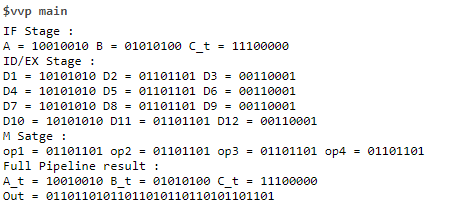 $vvp main
IF Stage :
A = 10010010 B = 01010100 C_t = 11100000
ID/EX Stage :
D1 = 10101010 D2 = 01101101 D3 = 00110001
D4 = 10101010 D5 = 01101101 D6 = 00110001
D7 = 10101010 D8 = 01101101 D9 = 00110001
D10 = 10101010 D11 = 01101101 D12 = 00110001
M Satge :
op1 = 01101101 op2 = 01101101 op3 = 01101101 op4 = 01101101
Full Pipeline result :
A_t = 10010010 B_t = 01010100 C_t = 11100000
Out = 01101101011011010110110101101101